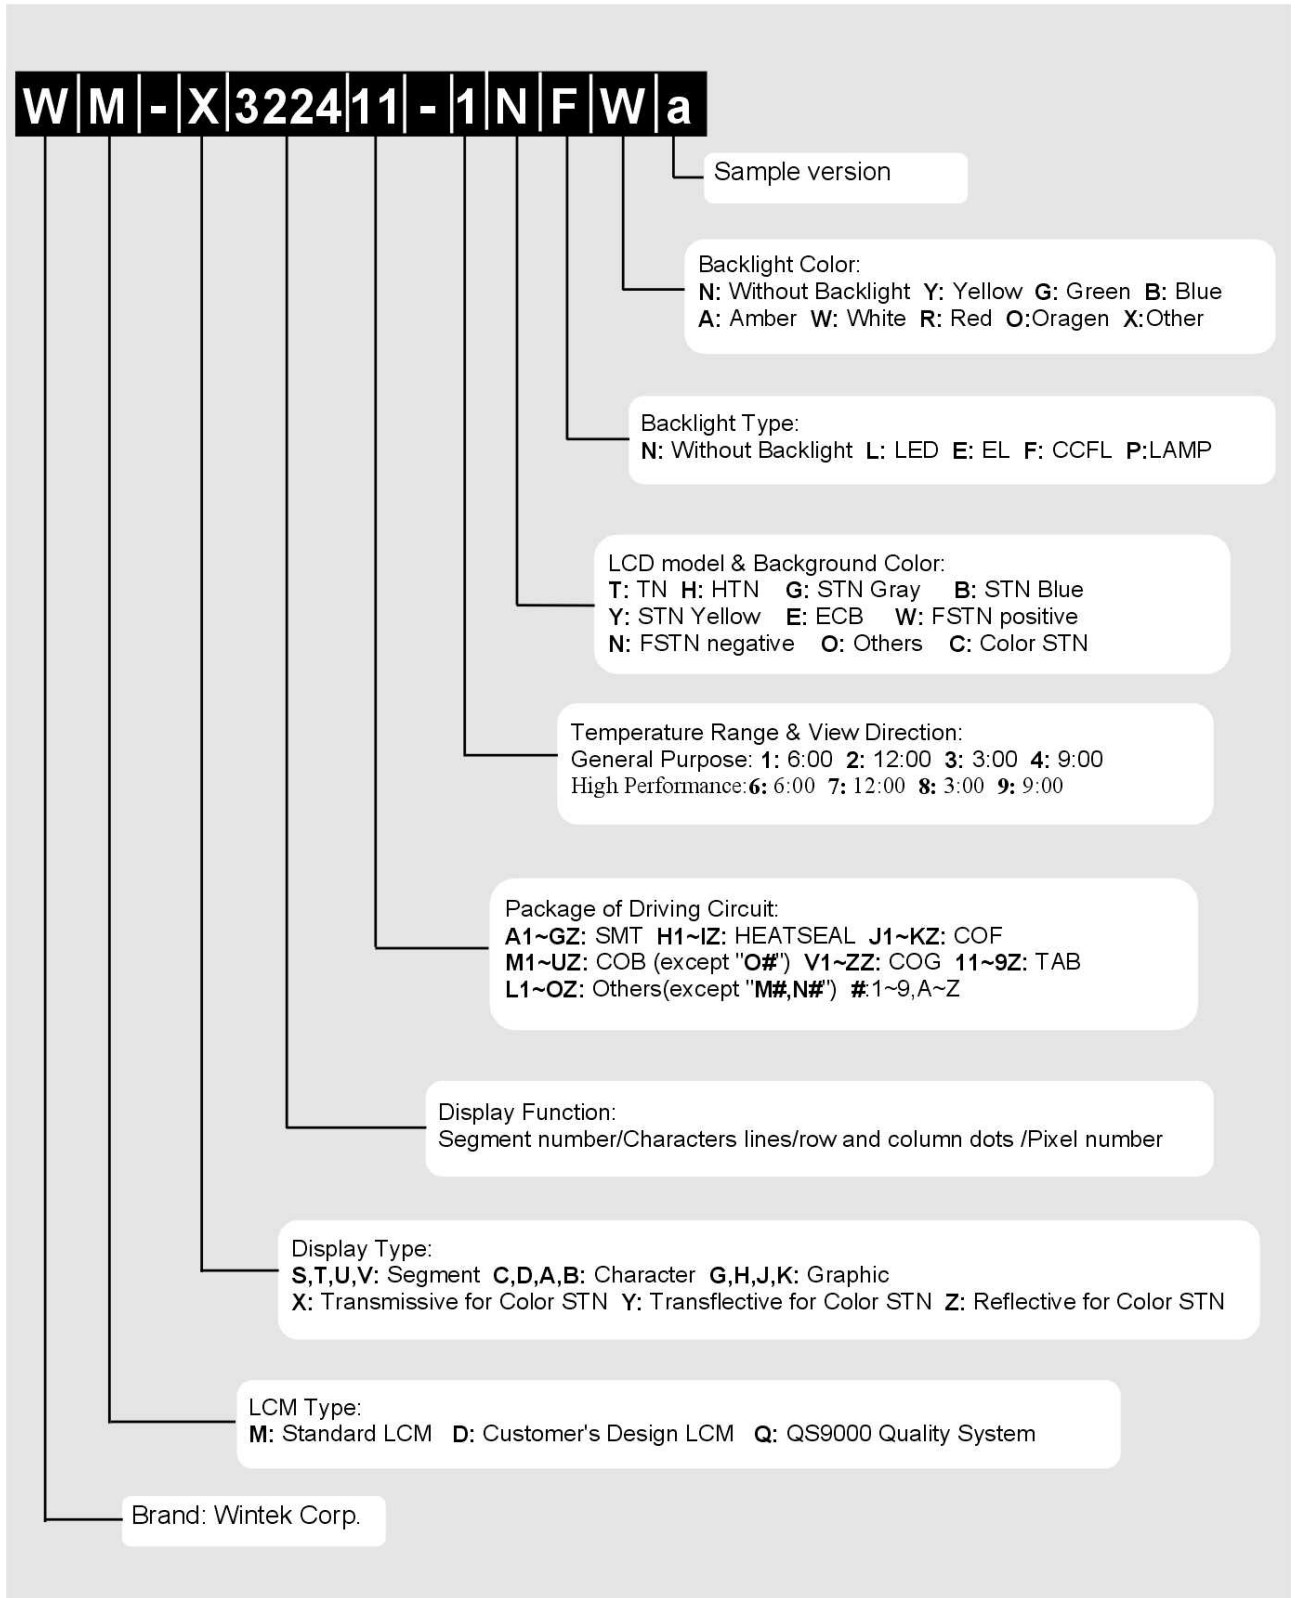 WM-X322411-1NFWa
Sample version
Backlight Color:
N: Without Backlight Y: Yellow G: Green B: Blue
A: Amber W: White R: Red O:Oragen X:Other
Backlight Type:
N: Without Backlight L: LED E: EL F: CCFL P:LAMP
LCD model & Background Color:
T: TN H: HTN G: STN Gray B: STN Blue
Y: STN Yellow E: ECB W: FSTN positive
N: FSTN negative O: Others C: Color STN
Temperature Range & View Direction:
General Purpose: 1: 6:00 2: 12:00 3: 3:00 4: 9:00
High Performance:6: 6:00 7: 12:00 8: 3:00 9: 9:00
Package of Driving Circuit:
A1~GZ: SMT H1~IZ: HEATSEAL J1~KZ: COF
M1~UZ: COB (except "O#") V1~ZZ: COG 11~9Z: TAB
L1~OZ: Others(except "M#,N#") #:1~9,A~Z
Display Function:
Segment number/Characters lines/row and column dots /Pixel number
Display Type:
S,T,U,V: Segment C,D,A,B: Character G,H,J,K: Graphic
X: Transmissive for Color STN Y: Transflective for Color STN Z: Reflective for Color STN
LCM Type:
M: Standard LCM D: Customer's Design LCM Q: QS9000 Quality System
Brand: Wintek Corp.